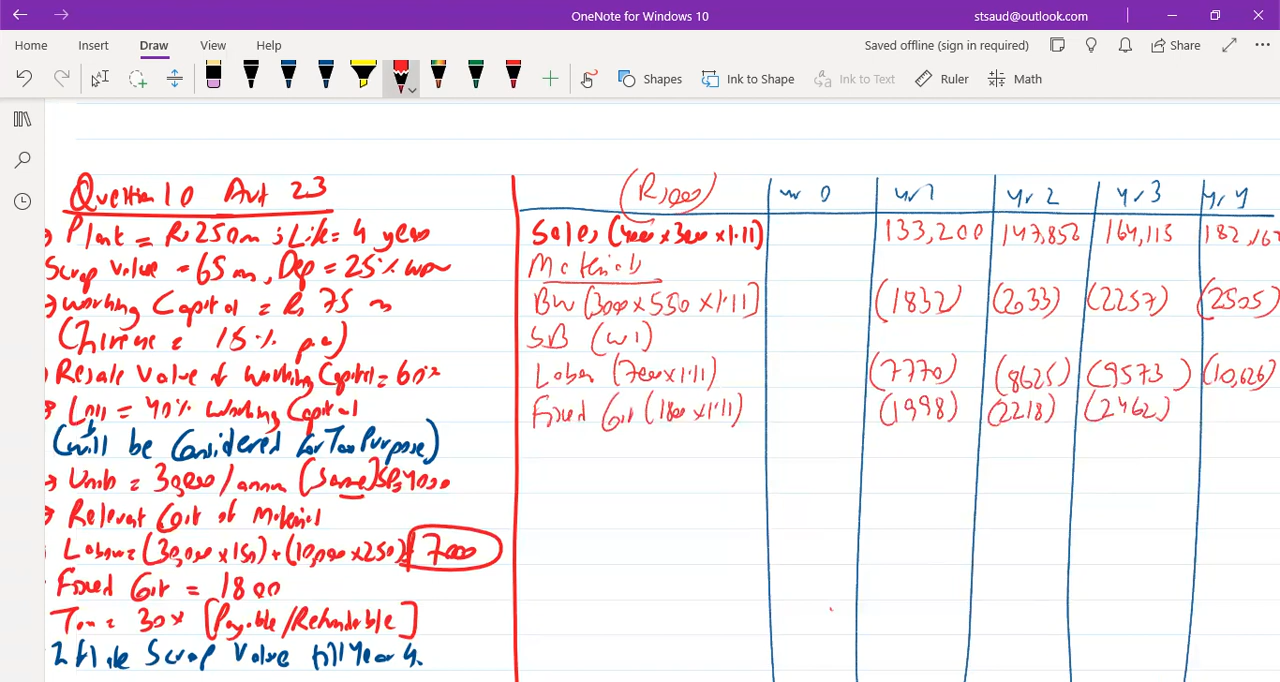 OneNote for Windows 10
stsaud@outlook.com
Home Insert Draw View Help
Saved offline (sign in required)
Share
Shapes
Ink to Shape
Ink to Text
Ruler
Math
Question 10 Aut 23
Plant = Rs 250m ; Life = 4 years
Scrap Value = 65 m, Dep = 25% WDV
→ Working Capital = Rs 75 m
(Increase = 15% p.a)
Resale Value of Working Capital = 60%
Loss = 40% Working Capital
(will be Considered for Tax Purpose)
→ Units = 30,000/annum (Same) SP
→ Relevant Cost of Material
Labour = (30,000 x 150) + (10,000 x 250) = 7000
Fixed Cost = 1800
Tax = 30% [Payable/Refundable]
Inflate Scrap Value till Year 4.
(Rs,000) yr 0 yr 1 yr 2 yr 3 yr 4
Sales (4000 x 300 x 1.11) 133,200 147,852 164,115
Materials
BW (300 x 550 x 1.11) (1832) (2033) (2257) (2505)
SB (W1)
Labour (7000 x 1.11) (7770) (8625) (9573) (10,626)
Fixed Cost (1800 x 1.11) (1998) (2218) (2462)